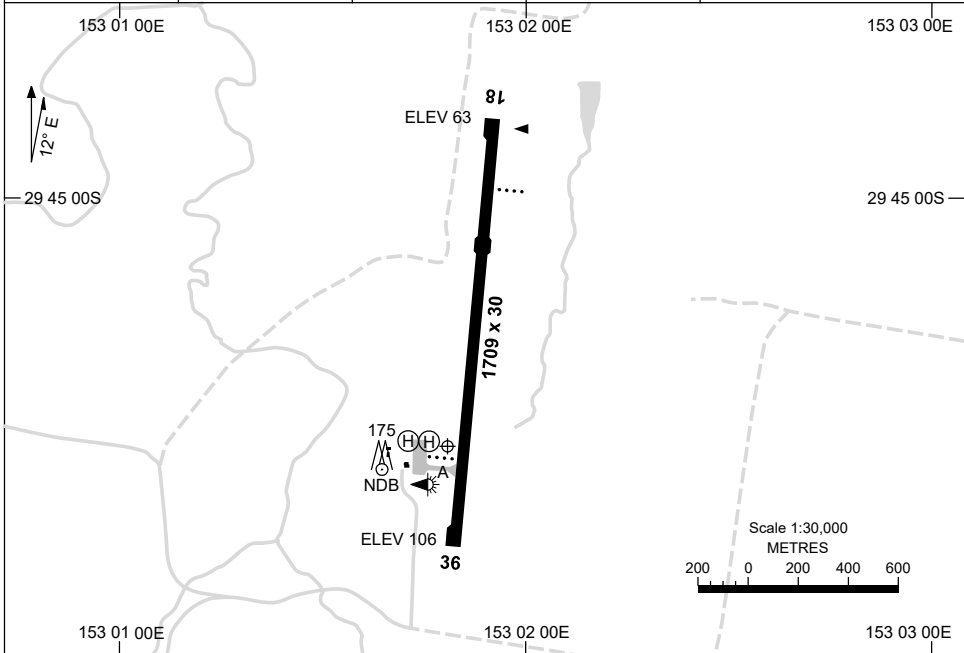 153 01 00E 153 02 00E 153 03 00E
12° E
18
ELEV 63
29 45 00S 29 45 00S
1709 x 30
175
H H
A
NDB
ELEV 106
36
Scale 1:30,000
METRES
200 0 200 400 600
153 01 00E 153 02 00E 153 03 00E